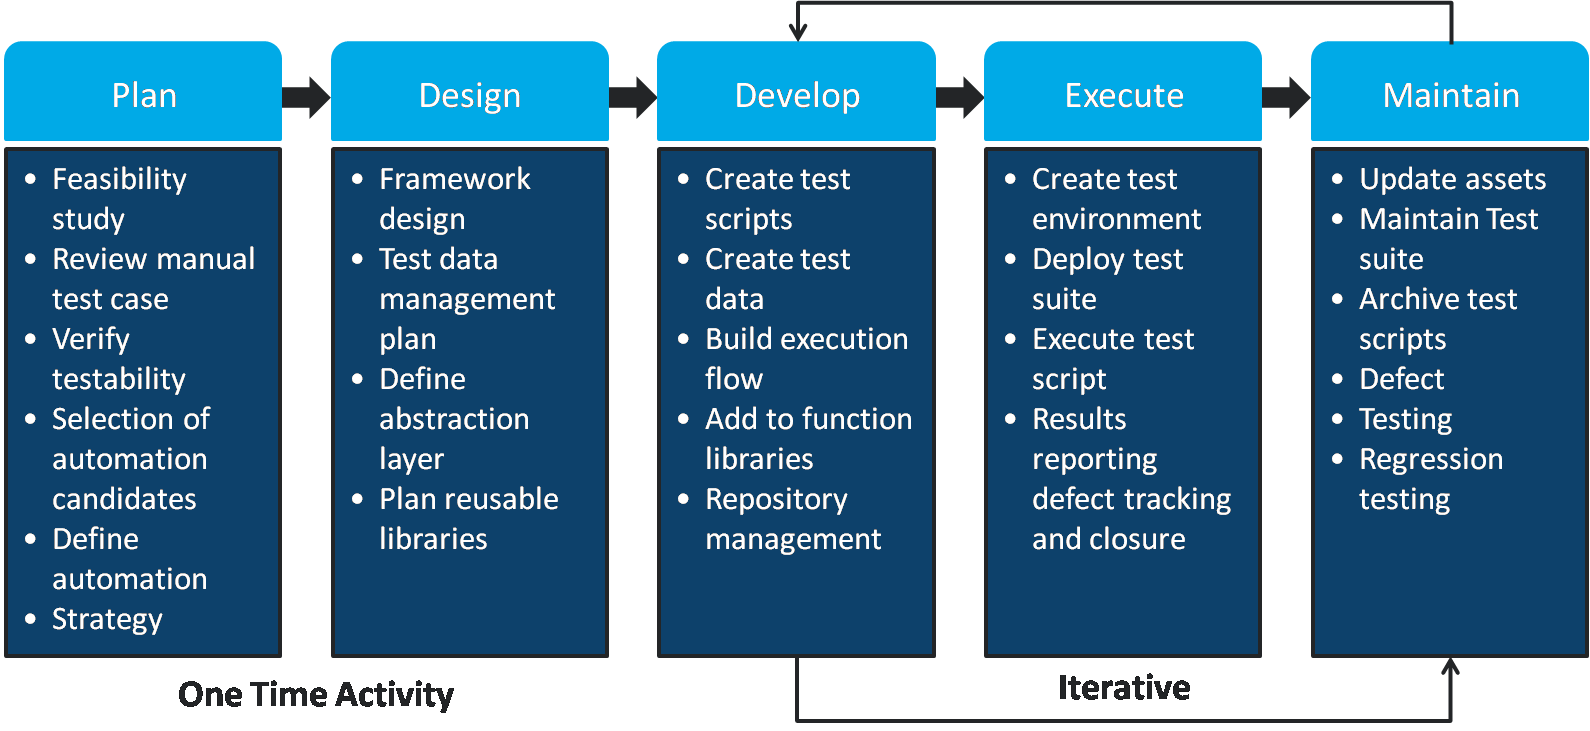 Plan
• Feasibility
study
• Review manual
test case
• Verify
testability
• Selection of
automation
candidates
• Define
automation
• Strategy
Design
• Framework
design
• Test data
management
plan
• Define
abstraction
layer
• Plan reusable
libraries
Develop
• Create test
scripts
• Create test
data
• Build execution
flow
• Add to function
libraries
• Repository
management
Execute
• Create test
environment
• Deploy test
suite
• Execute test
script
• Results
reporting
defect tracking
and closure
Maintain
• Update assets
• Maintain Test
suite
• Archive test
scripts
• Defect
• Testing
• Regression
testing
One Time Activity
Iterative